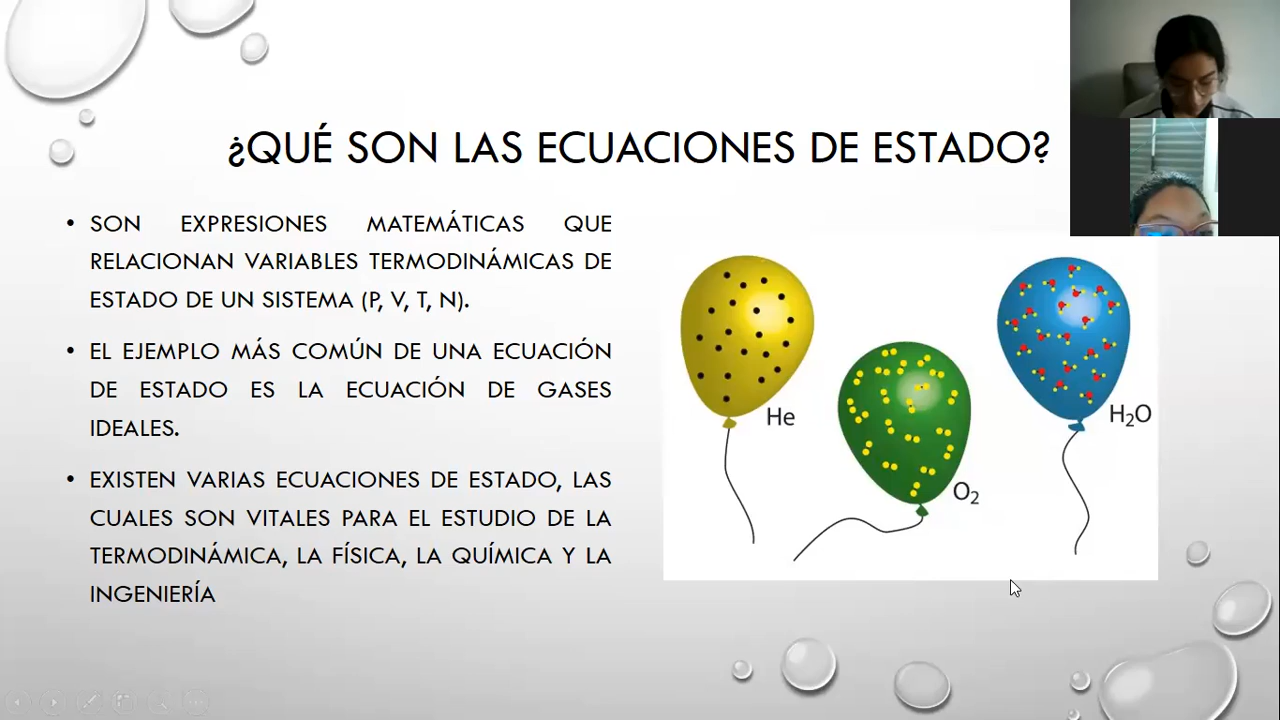 ¿QUÉ SON LAS ECUACIONES DE ESTADO?
• SON EXPRESIONES MATEMÁTICAS QUE
RELACIONAN VARIABLES TERMODINÁMICAS DE
ESTADO DE UN SISTEMA (P, V, T, N).
• EL EJEMPLO MÁS COMÚN DE UNA ECUACIÓN
DE ESTADO ES LA ECUACIÓN DE GASES
IDEALES.
• EXISTEN VARIAS ECUACIONES DE ESTADO, LAS
CUALES SON VITALES PARA EL ESTUDIO DE LA
TERMODINÁMICA, LA FÍSICA, LA QUÍMICA Y LA
INGENIERÍA
He
O₂
H₂O